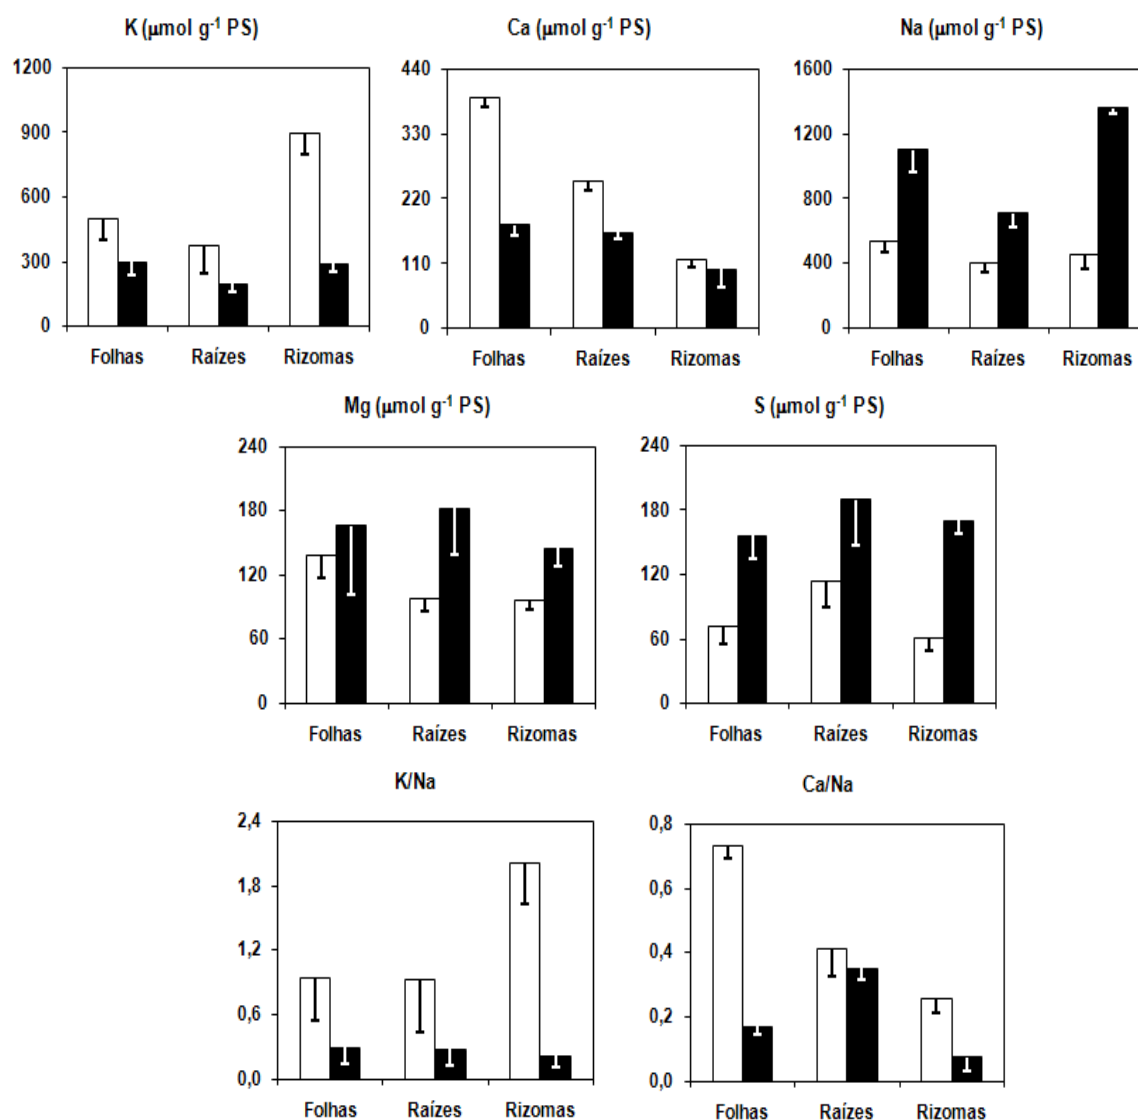 K (µmol g⁻¹ PS)
1200
900
600
300
0
Folhas Raízes Rizomas
Ca (µmol g⁻¹ PS)
440
330
220
110
0
Folhas Raízes Rizomas
Na (µmol g⁻¹ PS)
1600
1200
800
400
0
Folhas Raízes Rizomas
Mg (µmol g⁻¹ PS)
240
180
120
60
0
Folhas Raízes Rizomas
S (µmol g⁻¹ PS)
240
180
120
60
0
Folhas Raízes Rizomas
K/Na
2,4
1,8
1,2
0,6
0,0
Folhas Raízes Rizomas
Ca/Na
0,8
0,6
0,4
0,2
0,0
Folhas Raízes Rizomas